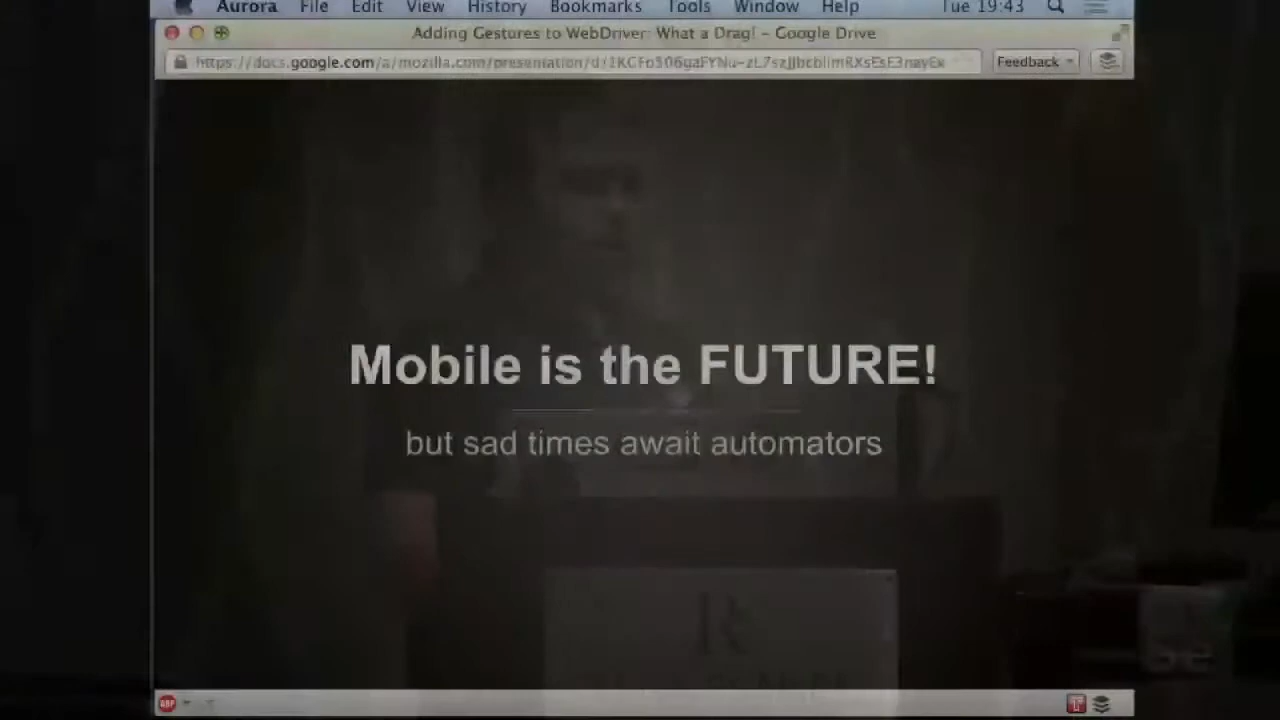 Aurora File Edit View History Bookmarks Tools Window Help Tue 19:43
Adding Gestures to WebDriver: What a Drag! – Google Drive
Feedback
Mobile is the FUTURE!
but sad times await automators
ABP